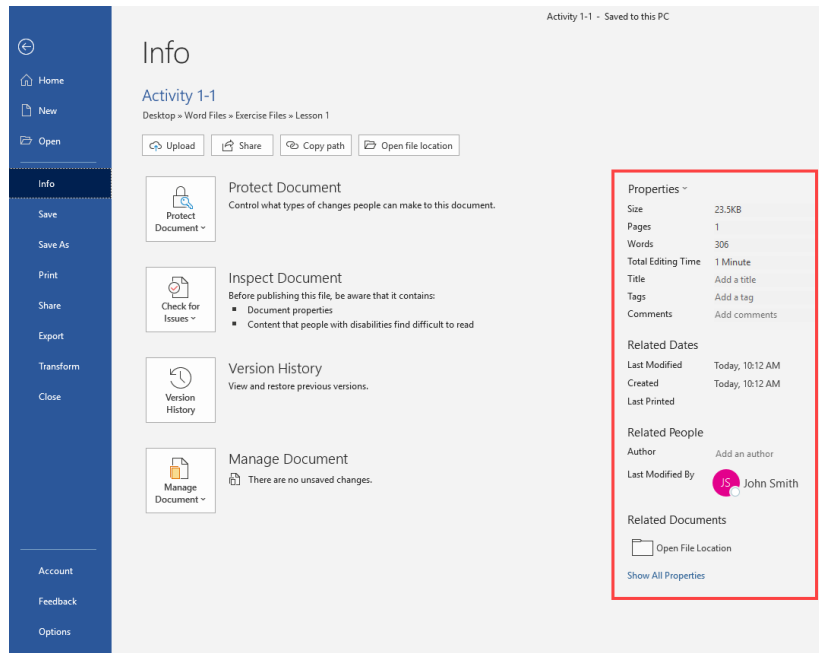 Activity 1-1 - Saved to this PC
Info
Home
New
Open
Info
Save
Save As
Print
Share
Export
Transform
Close
Account
Feedback
Options
Activity 1-1
Desktop » Word Files » Exercise Files » Lesson 1
Upload Share Copy path Open file location
Protect Document
Protect Document
Control what types of changes people can make to this document.
Check for Issues
Inspect Document
Before publishing this file, be aware that it contains:
Document properties
Content that people with disabilities find difficult to read
Version History
Version History
View and restore previous versions.
Manage Document
Manage Document
There are no unsaved changes.
Properties
Size 23.5KB
Pages 1
Words 306
Total Editing Time 1 Minute
Title Add a title
Tags Add a tag
Comments Add comments
Related Dates
Last Modified Today, 10:12 AM
Created Today, 10:12 AM
Last Printed
Related People
Author Add an author
Last Modified By JS John Smith
Related Documents
Open File Location
Show All Properties